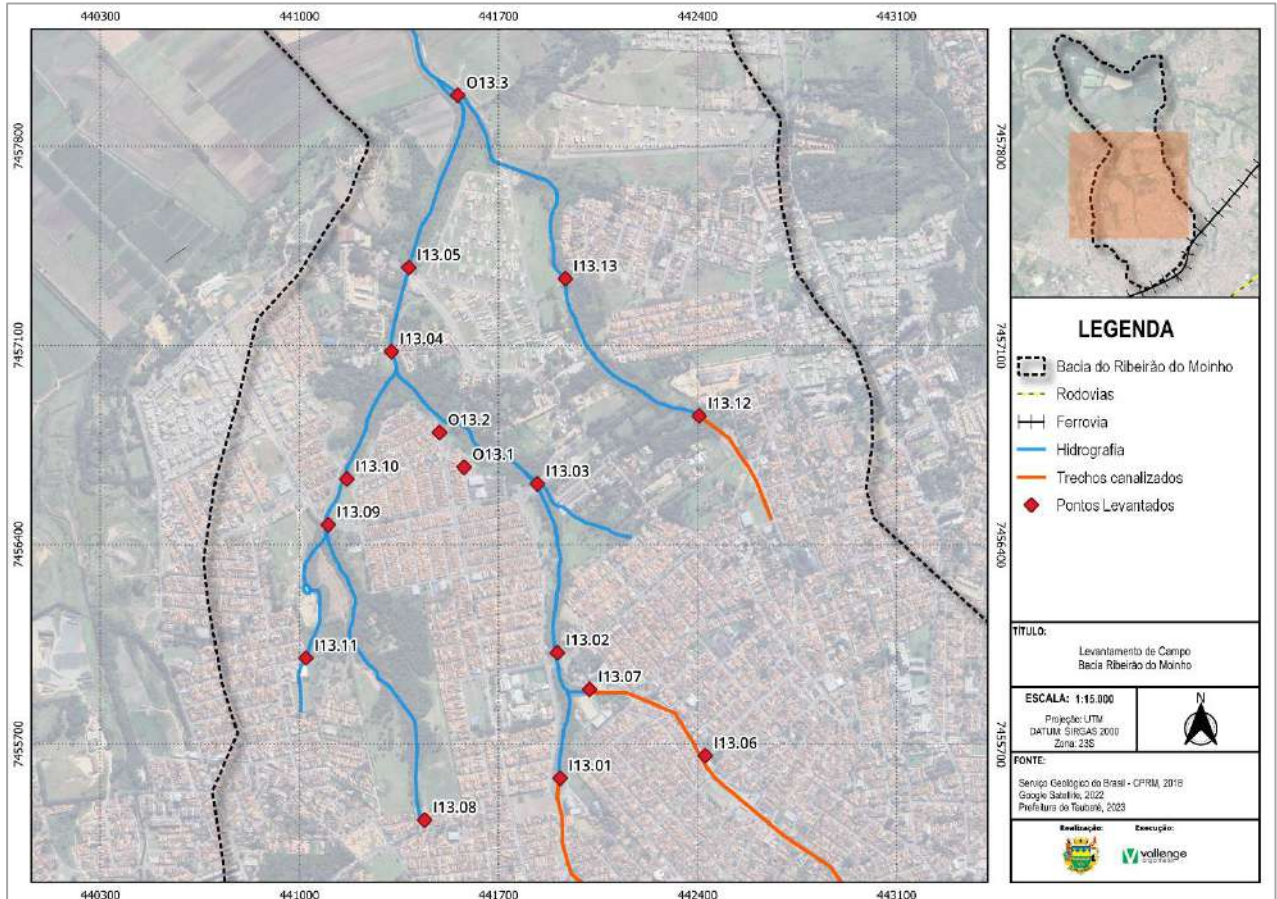 440300 441000 441700 442400 443100
7457800
7457100
7456400
7455700
O13.3
I13.05
I13.13
I13.04
I13.12
O13.2
O13.1
I13.03
I13.10
I13.09
I13.11
I13.02
I13.07
I13.06
I13.01
I13.08
7457800
7457100
7456400
7455700
440300 441000 441700 442400 443100
LEGENDA
Bacia do Ribeirão do Moinho
Rodovias
Ferrovia
Hidrografia
Trechos canalizados
Pontos Levantados
TÍTULO:
Levantamento de Campo
Bacia Ribeirão do Moinho
ESCALA: 1:15.000
Projeção: UTM
DATUM: SIRGAS 2000
Zona: 23S
N
FONTE:
Serviço Geológico do Brasil - CPRM, 2018
Google Satellite, 2022
Prefeitura de Taubaté, 2023
Realização: Execução:
vallenge